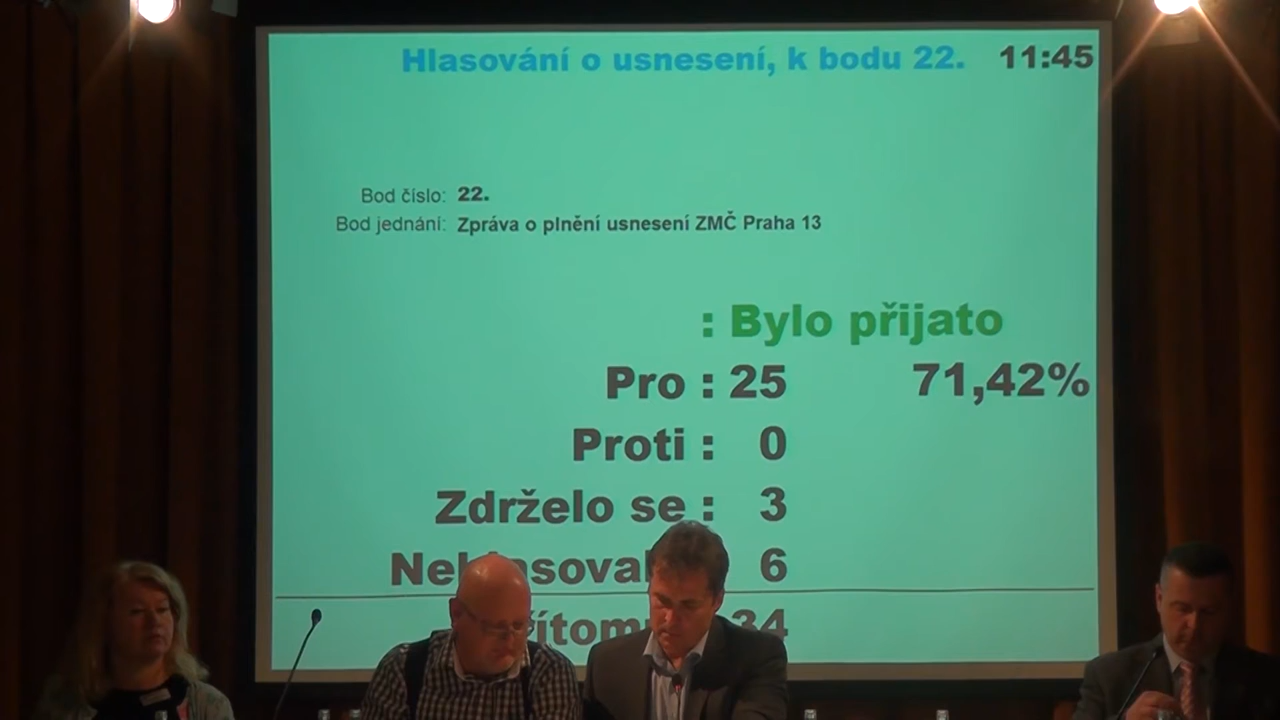 Hlasování o usnesení, k bodu 22. 11:45
Bod číslo: 22.
Bod jednání: Zpráva o plnění usnesení ZMČ Praha 13
: Bylo přijato
Pro : 25 71,42%
Proti : 0
Zdrželo se : 3
6
34